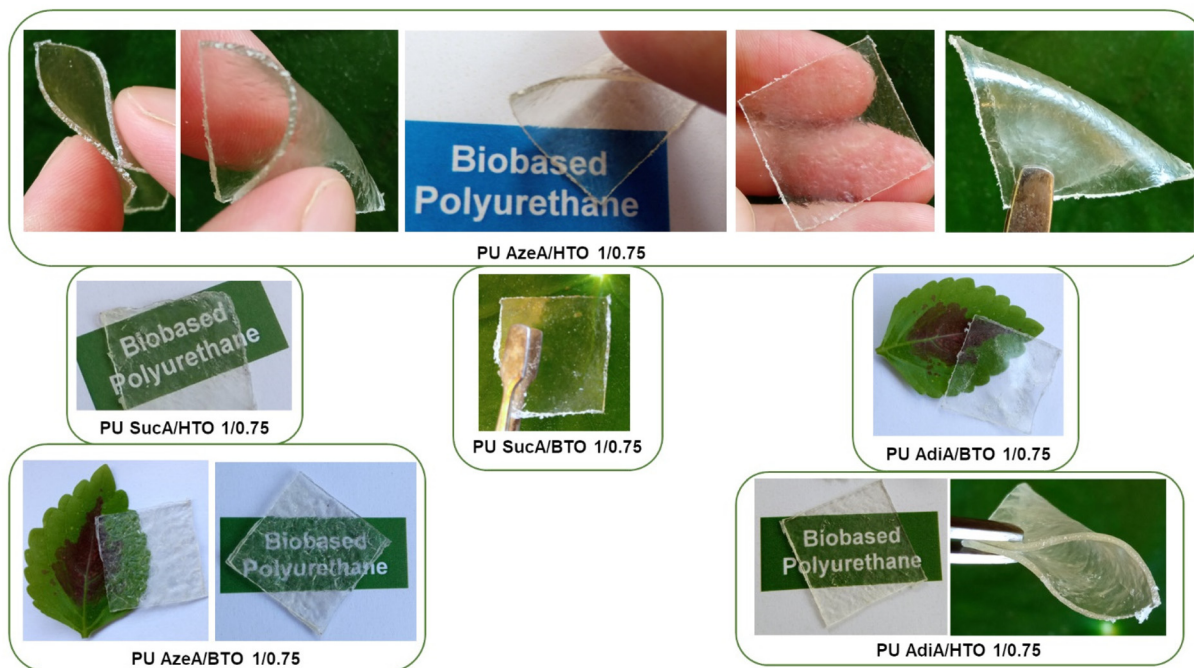 Biobased
Polyurethane
PU AzeA/HTO 1/0.75
Biobased
Polyurethane
PU SucA/HTO 1/0.75
PU SucA/BTO 1/0.75
PU AdiA/BTO 1/0.75
Biobased
Polyurethane
PU AzeA/BTO 1/0.75
Biobased
Polyurethane
PU AdiA/HTO 1/0.75